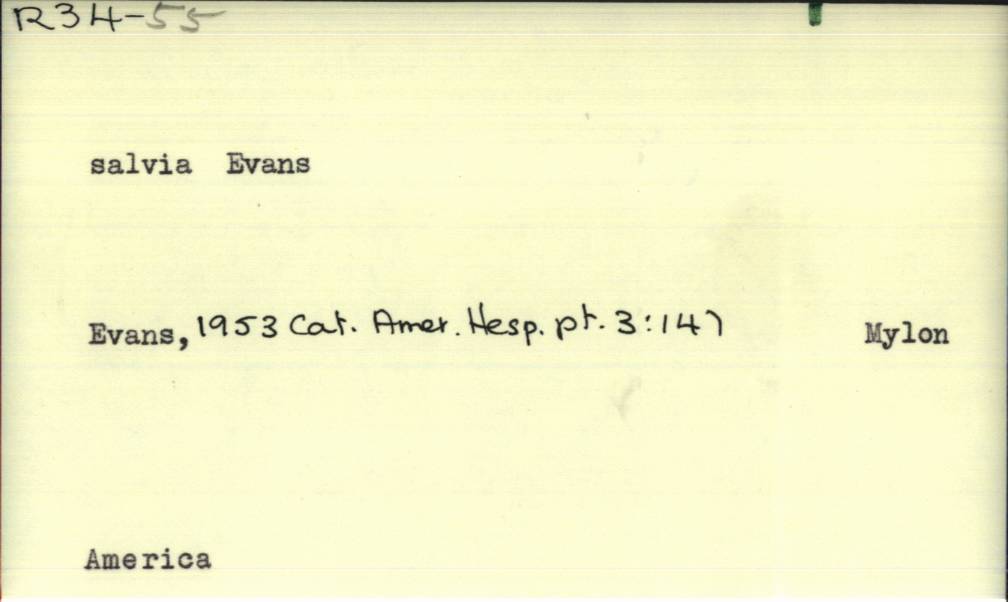 R34-55
salvia Evans
Evans, 1953 Cat. Amer. Hesp. pt. 3:147 Mylon
America